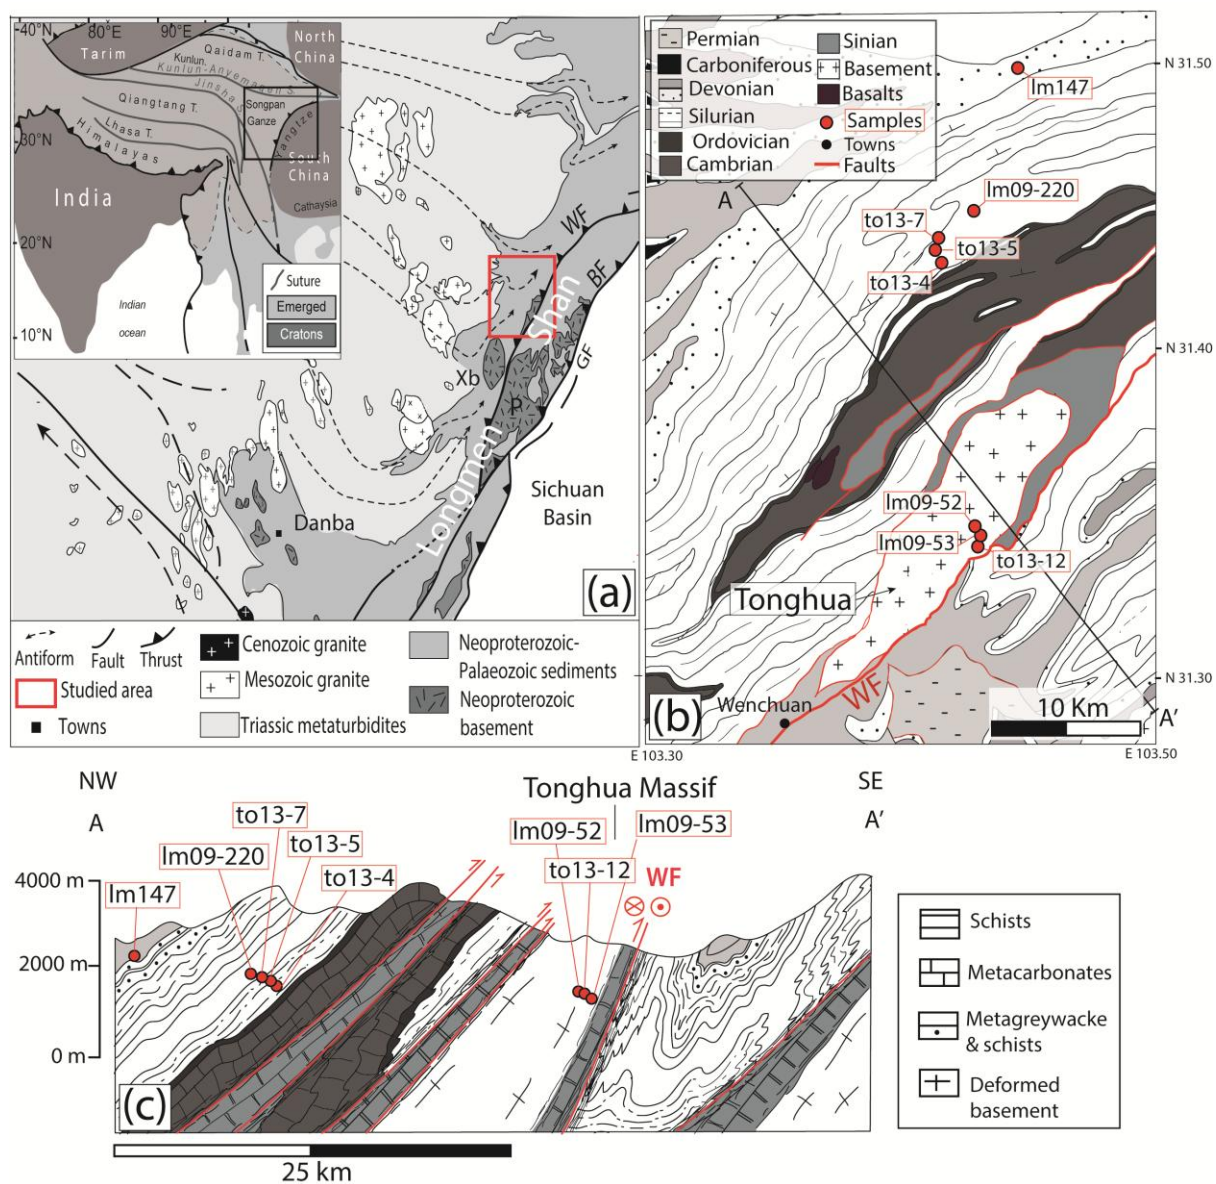 40°N
80°E
90°E
North
China
Tarim
Qaidam T.
Kunlun.
Kunlun-Anyemaqen S.
Jinsha S.
Qiangtang T.
Songpan
Ganze
Yangtze
30°N
Lhasa T.
Himalayas
South
China
India
Cathaysia
20°N
Indian
ocean
10°N
Suture
Emerged
Cratons
WF
BF
GF
Longmen
Shan
Xb
P
Danba
Sichuan
Basin
(a)
Antiform
Fault
Thrust
Studied area
Towns
Cenozoic granite
Mesozoic granite
Triassic metaturbidites
Neoproterozoic-
Palaeozoic sediments
Neoproterozoic
basement
Permian
Carboniferous
Devonian
Silurian
Ordovician
Cambrian
Sinian
Basement
Basalts
Samples
Towns
Faults
N 31.50
lm147
A
lm09-220
to13-7
to13-5
to13-4
N 31.40
lm09-52
lm09-53
to13-12
Tonghua
N 31.30
WF
Wenchuan
10 Km
A'
(b)
E 103.30
E 103.50
NW
Tonghua Massif
SE
A
A'
to13-7
lm09-220
to13-5
to13-4
lm147
lm09-52
lm09-53
to13-12
WF
4000 m
2000 m
0 m
(c)
25 km
Schists
Metacarbonates
Metagreywacke
& schists
Deformed
basement